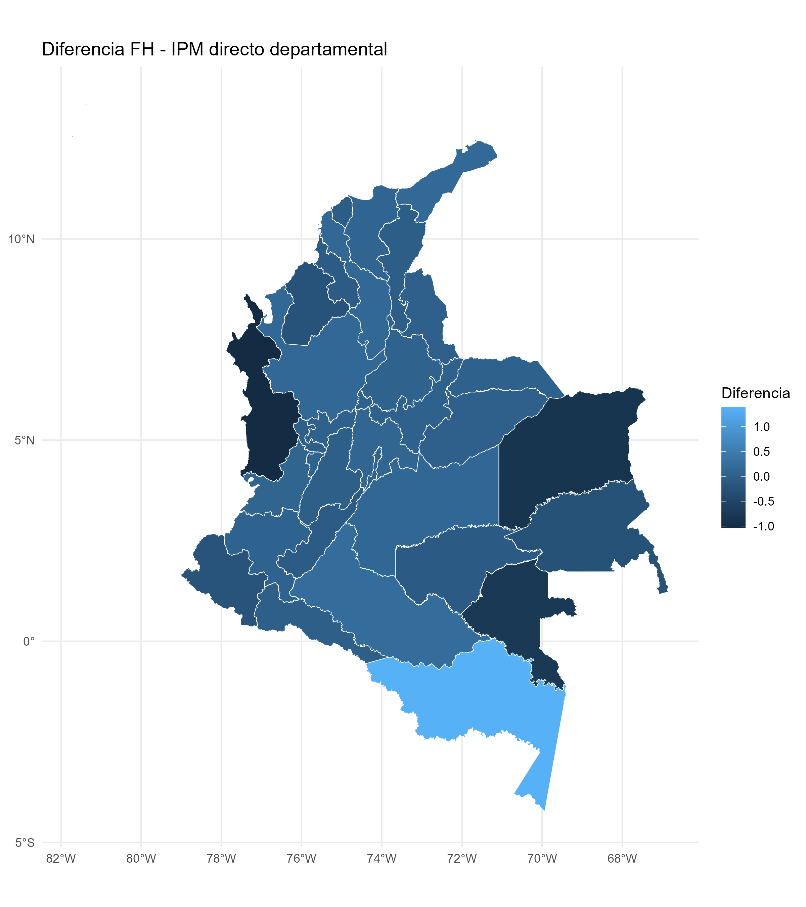 Diferencia FH - IPM directo departamental
10°N
5°N
0°
5°S
82°W 80°W 78°W 76°W 74°W 72°W 70°W 68°W
Diferencia
1.0
0.5
0.0
-0.5
-1.0